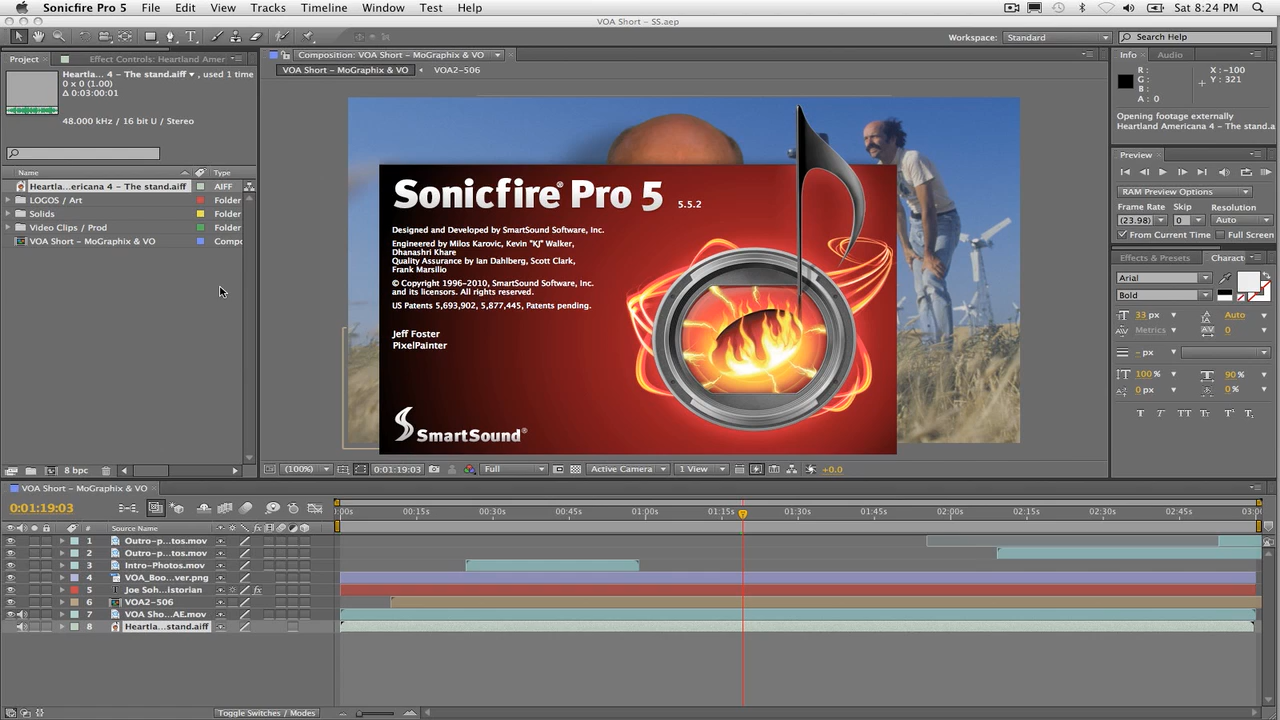 Sonicfire Pro 5 File Edit View Tracks Timeline Window Test Help Sat 8:24 PM
VOA Short – SS.aep
Workspace: Standard Search Help
Project Effect Controls: Heartland Amer
Composition: VOA Short – MoGraphix & VO
Info Audio
VOA Short – MoGraphix & VO VOA2-506
Heartla... 4 – The stand.aiff , used 1 time
0 x 0 (1.00)
Δ 0:03:00:01
48.000 kHz / 16 bit U / Stereo
Name Type
Heartla...ericana 4 – The stand.aiff AIFF
LOGOS / Art Folder
Solids Folder
Video Clips / Prod Folder
VOA Short – MoGraphix & VO Compc
8 bpc
Sonicfire® Pro 5 5.5.2
Designed and Developed by SmartSound Software, Inc.
Engineered by Milos Karovic, Kevin "KJ" Walker,
Dhanashri Khare
Quality Assurance by Ian Dahlberg, Scott Clark,
Frank Marsilio
© Copyright 1996–2010, SmartSound Software, Inc.
and its licensors. All rights reserved.
US Patents 5,693,902, 5,877,445, Patents pending.
Jeff Foster
PixelPainter
SmartSound®
(100%) 0:01:19:03 Full Active Camera 1 View +0.0
R: X: -100
G: Y: 321
B:
A: 0
Opening footage externally
Heartland Americana 4 – The stand.a
Preview
RAM Preview Options
Frame Rate Skip Resolution
(23.98) 0 Auto
From Current Time Full Screen
Effects & Presets Charact
Arial
Bold
33 px Auto
Metrics 0
– px
100 % 90 %
0 px 0 %
T T TT Tr T¹ T₁
VOA Short – MoGraphix & VO
0:01:19:03
:00s 00:15s 00:30s 00:45s 01:00s 01:15s 01:30s 01:45s 02:00s 02:15s 02:30s 02:45s 03:00
# Source Name
1 Outro-p...tos.mov
2 Outro-p...tos.mov
3 Intro-Photos.mov
4 VOA_Boo...ver.png
5 T Joe Soh...istorian
6 VOA2-506
7 VOA Sho...AE.mov
8 Heartla...stand.aiff
Toggle Switches / Modes